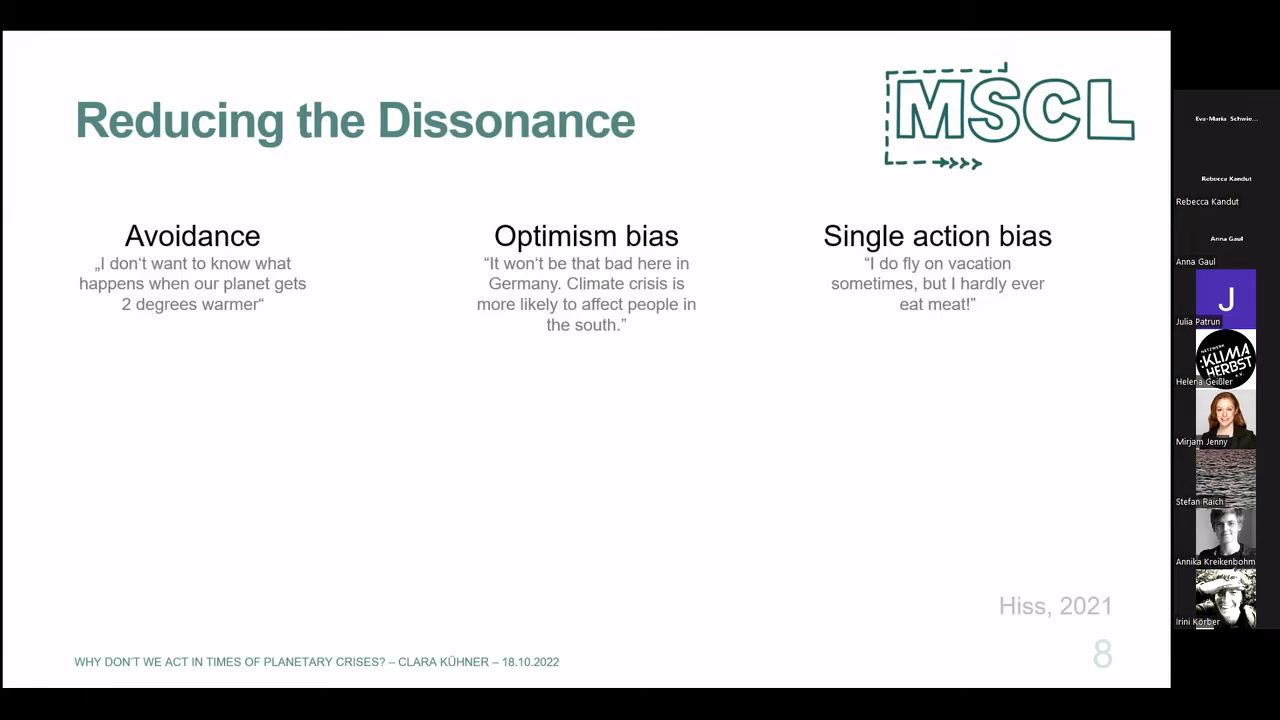 Reducing the Dissonance
MSCL
Avoidance
„I don‘t want to know what
happens when our planet gets
2 degrees warmer“
Optimism bias
“It won‘t be that bad here in
Germany. Climate crisis is
more likely to affect people in
the south.”
Single action bias
“I do fly on vacation
sometimes, but I hardly ever
eat meat!”
Hiss, 2021
WHY DON’T WE ACT IN TIMES OF PLANETARY CRISES? – CLARA KÜHNER – 18.10.2022
8
Eva-Maria Schwie...
Rebecca Kandut
Rebecca Kandut
Anna Gaul
Anna Gaul
J
Julia Patrun
NETZWERK
KLIMA
HERBST
e.V.
Helena Geißler
Mirjam Jenny
Stefan Raich
Annika Kreikenbohm
Irini Körber